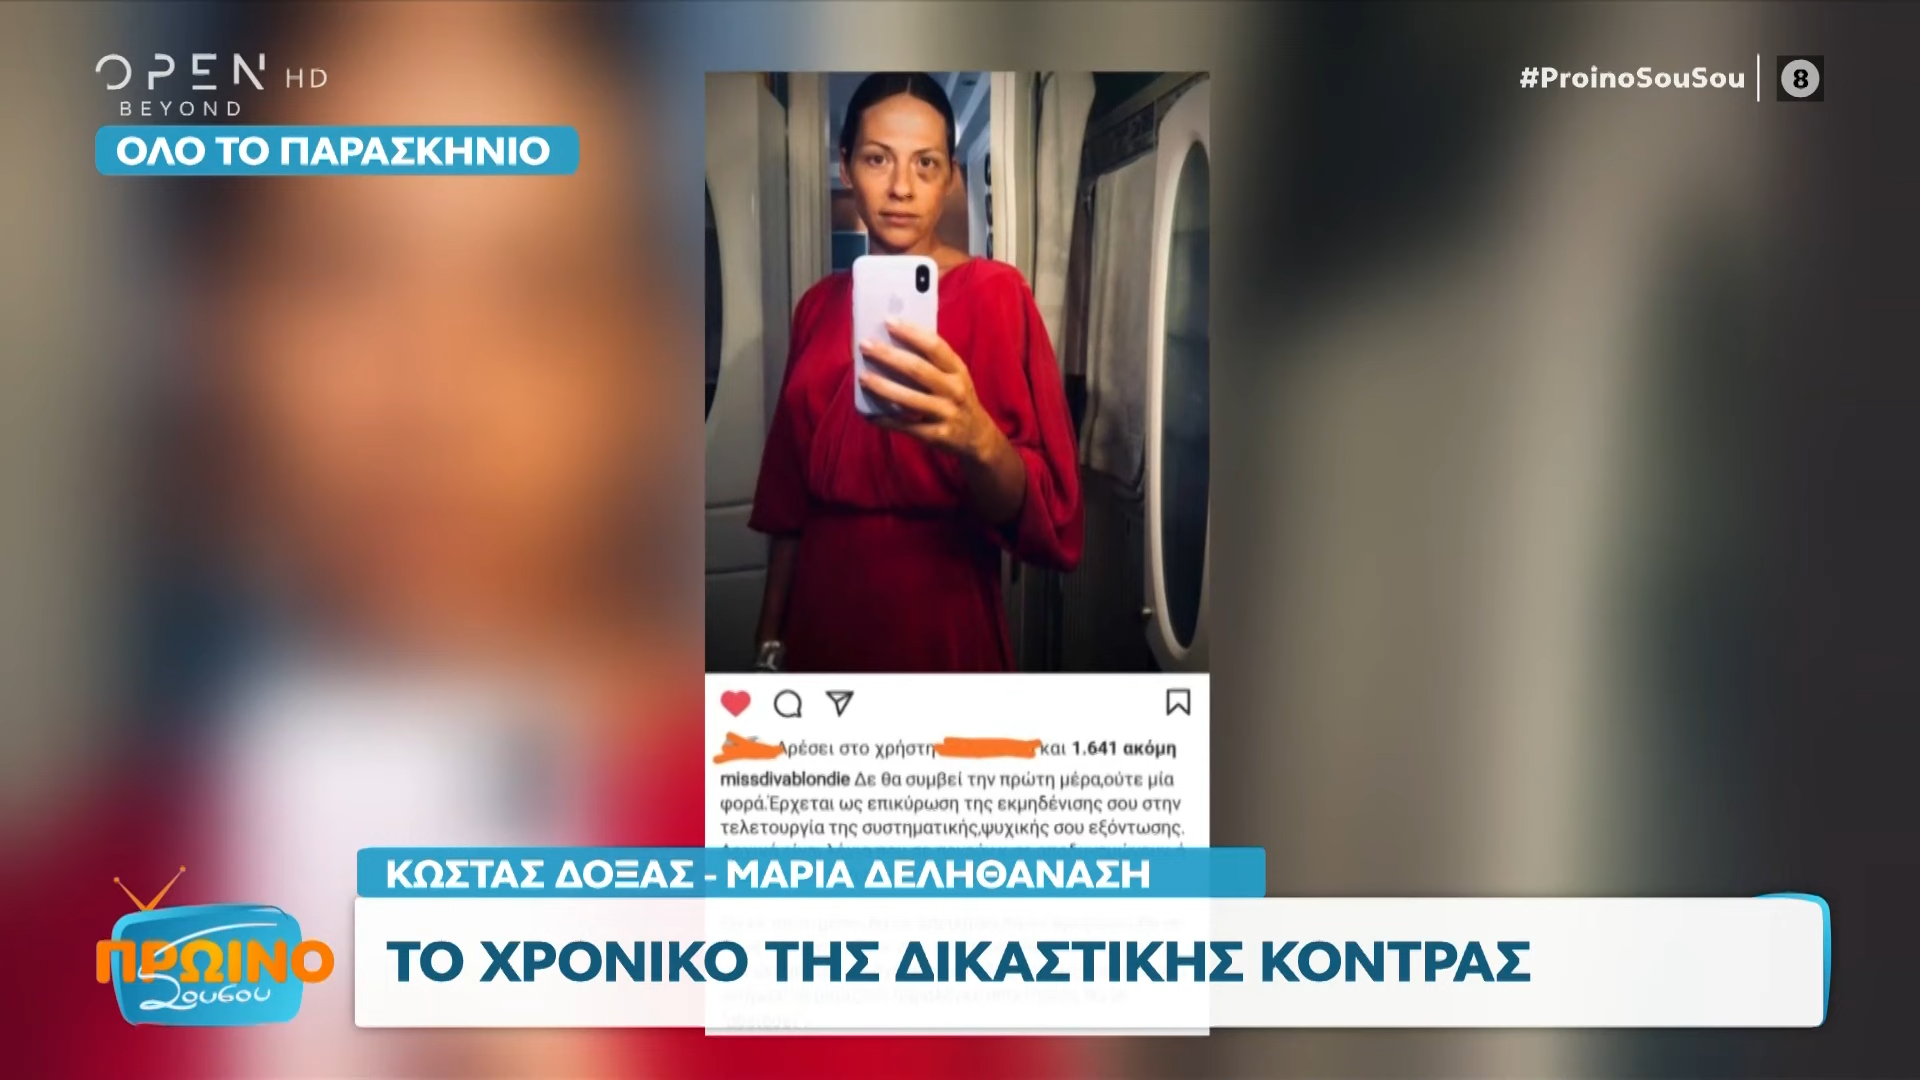 OPEN HD
BEYOND
ΟΛΟ ΤΟ ΠΑΡΑΣΚΗΝΙΟ
#ProinoSouSou
8
Αρέσει στο χρήστη και 1.641 ακόμη
missdivablondie Δε θα συμβεί την πρώτη μέρα,ούτε μία
φορά.Έρχεται ως επικύρωση της εκμηδένισης σου στην
τελετουργία της συστηματικής,ψυχικής σου εξόντωσης.
ΚΩΣΤΑΣ ΔΟΞΑΣ - ΜΑΡΙΑ ΔΕΛΗΘΑΝΑΣΗ
ΤΟ ΧΡΟΝΙΚΟ ΤΗΣ ΔΙΚΑΣΤΙΚΗΣ ΚΟΝΤΡΑΣ
ΠΡΩΙΝΟ
Σουσου